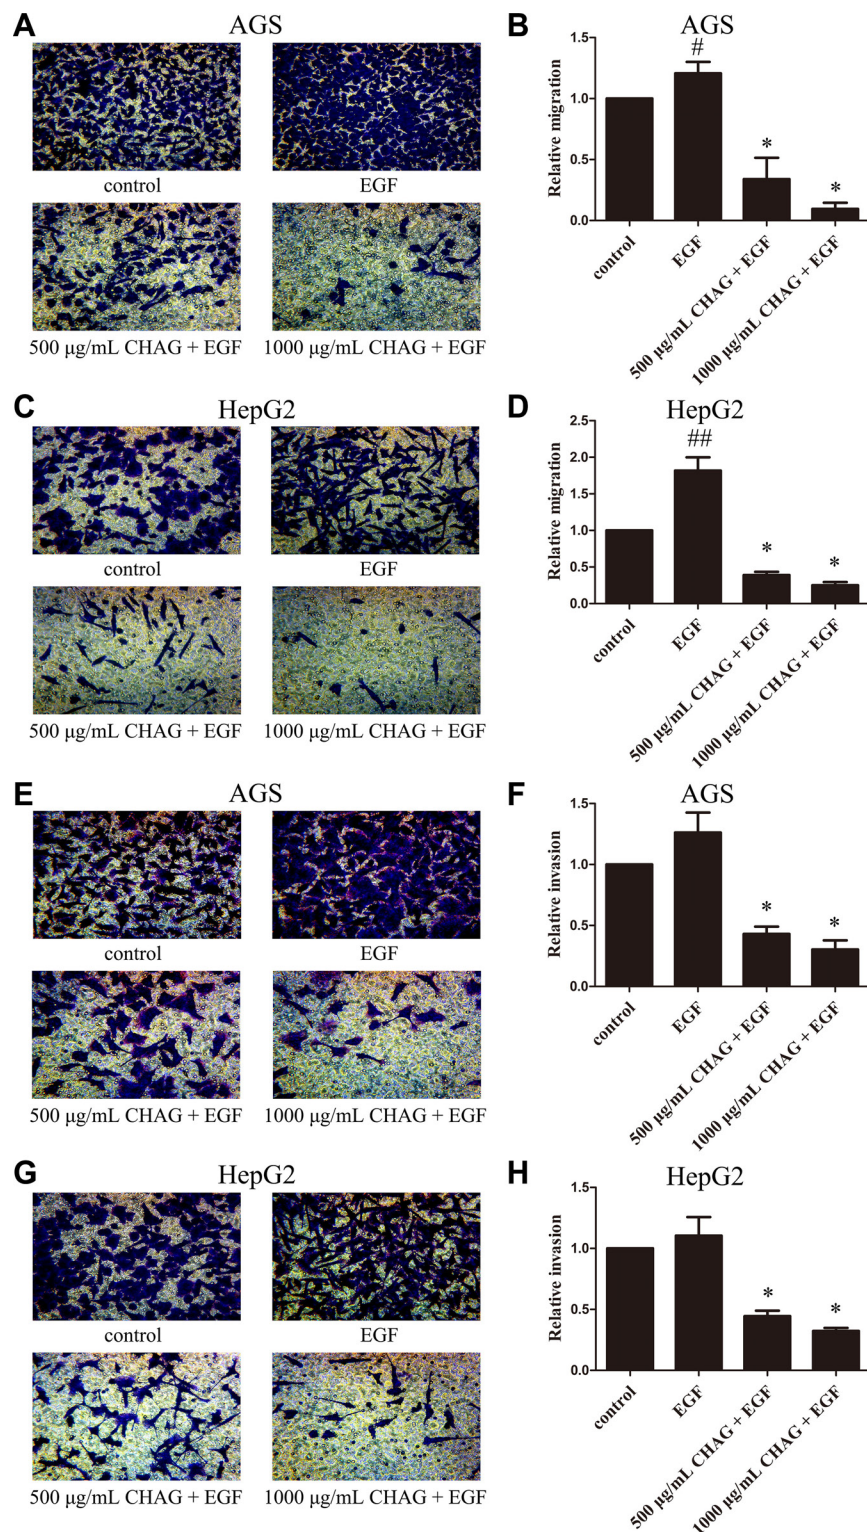 A
AGS
control
EGF
500 μg/mL CHAG + EGF
1000 μg/mL CHAG + EGF
B
AGS
Relative migration
1.5
#
1.0
0.5
*
*
0.0
control
EGF
500 μg/mL CHAG + EGF
1000 μg/mL CHAG + EGF
C
HepG2
control
EGF
500 μg/mL CHAG + EGF
1000 μg/mL CHAG + EGF
D
HepG2
Relative migration
2.5
##
2.0
1.5
1.0
0.5
*
*
0.0
control
EGF
500 μg/mL CHAG + EGF
1000 μg/mL CHAG + EGF
E
AGS
control
EGF
500 μg/mL CHAG + EGF
1000 μg/mL CHAG + EGF
F
AGS
Relative invasion
1.5
1.0
0.5
*
*
0.0
control
EGF
500 μg/mL CHAG + EGF
1000 μg/mL CHAG + EGF
G
HepG2
control
EGF
500 μg/mL CHAG + EGF
1000 μg/mL CHAG + EGF
H
HepG2
Relative invasion
1.5
1.0
0.5
*
*
0.0
control
EGF
500 μg/mL CHAG + EGF
1000 μg/mL CHAG + EGF